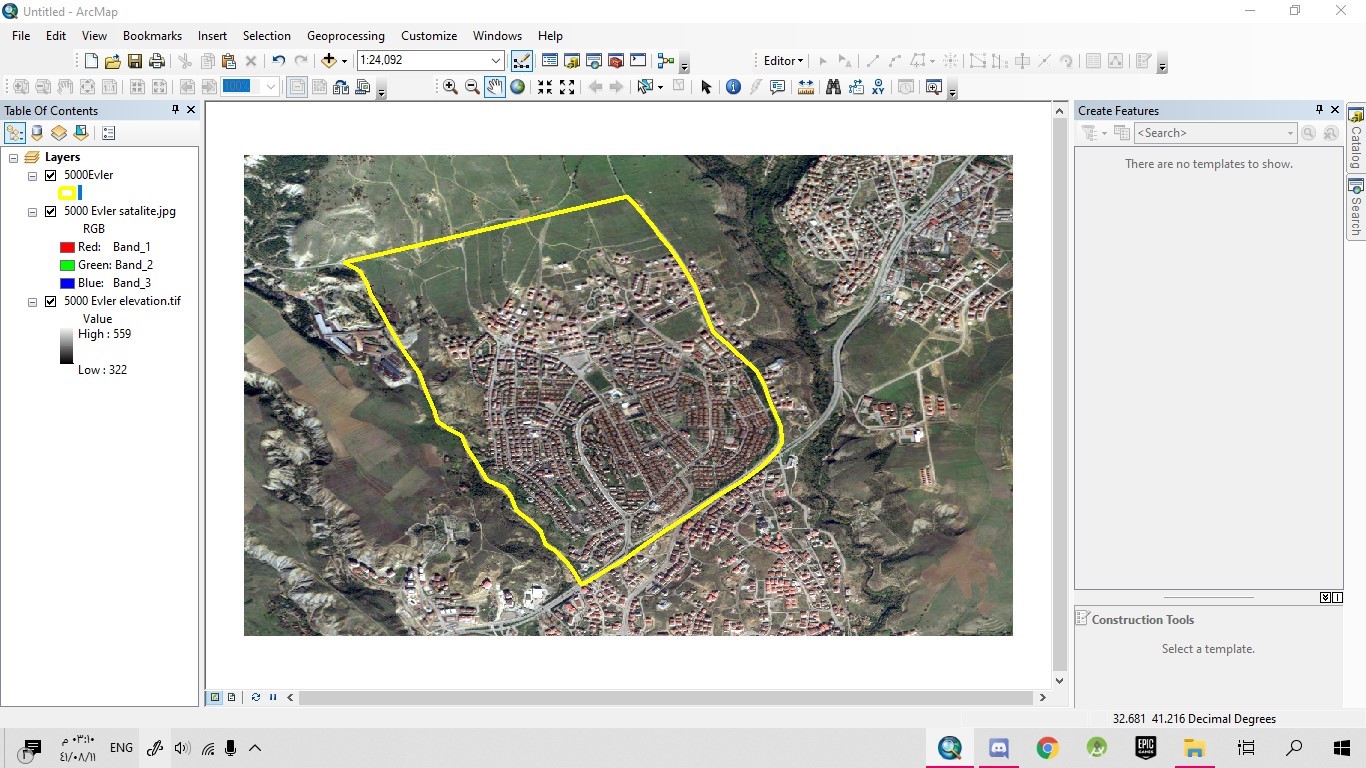 Untitled - ArcMap
File Edit View Bookmarks Insert Selection Geoprocessing Customize Windows Help
1:24,092
Editor
100%
Table Of Contents
Create Features
Layers
5000Evler
5000 Evler satalite.jpg
RGB
Red: Band_1
Green: Band_2
Blue: Band_3
5000 Evler elevation.tif
Value
High : 559
Low : 322
<Search>
There are no templates to show.
Catalog
Search
Construction Tools
Select a template.
32.681 41.216 Decimal Degrees
ENG
٠٣:١٠ م
٤١/٠٨/١١
EPIC
GAMES